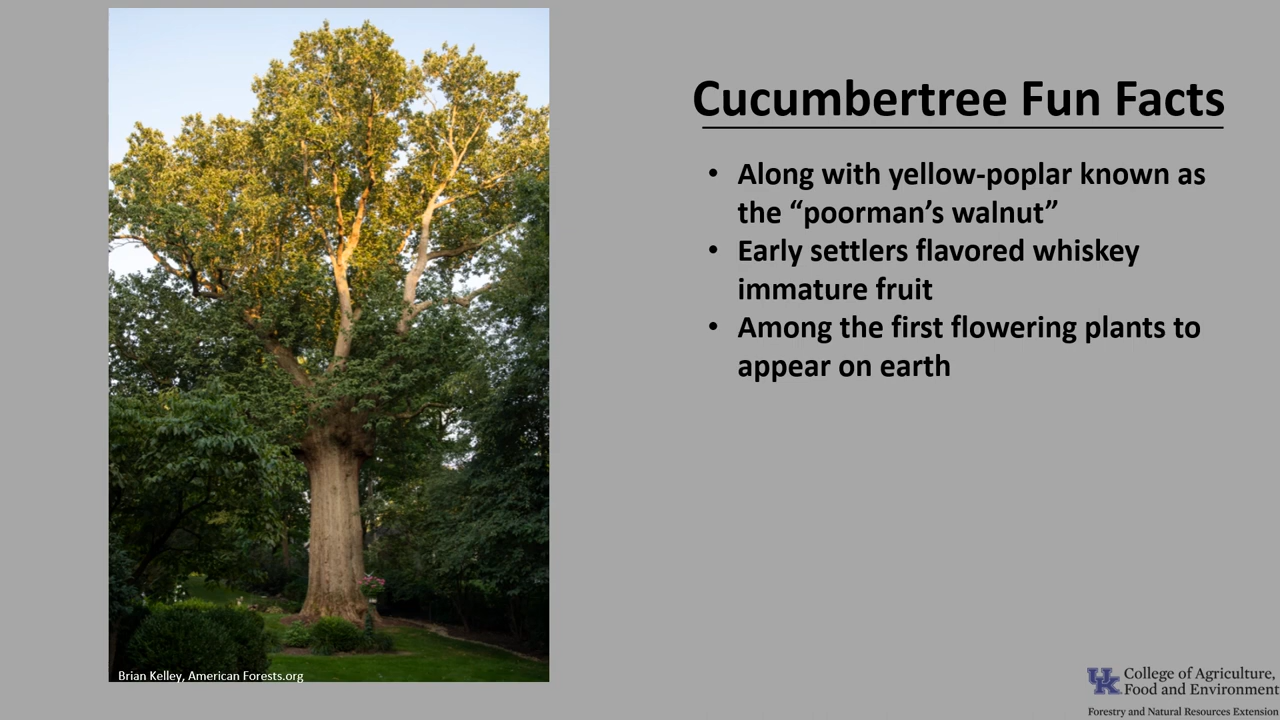 Cucumbertree Fun Facts
• Along with yellow-poplar known as
the “poorman’s walnut”
• Early settlers flavored whiskey
immature fruit
• Among the first flowering plants to
appear on earth
Brian Kelley, American Forests.org
UK College of Agriculture,
Food and Environment
Forestry and Natural Resources Extension